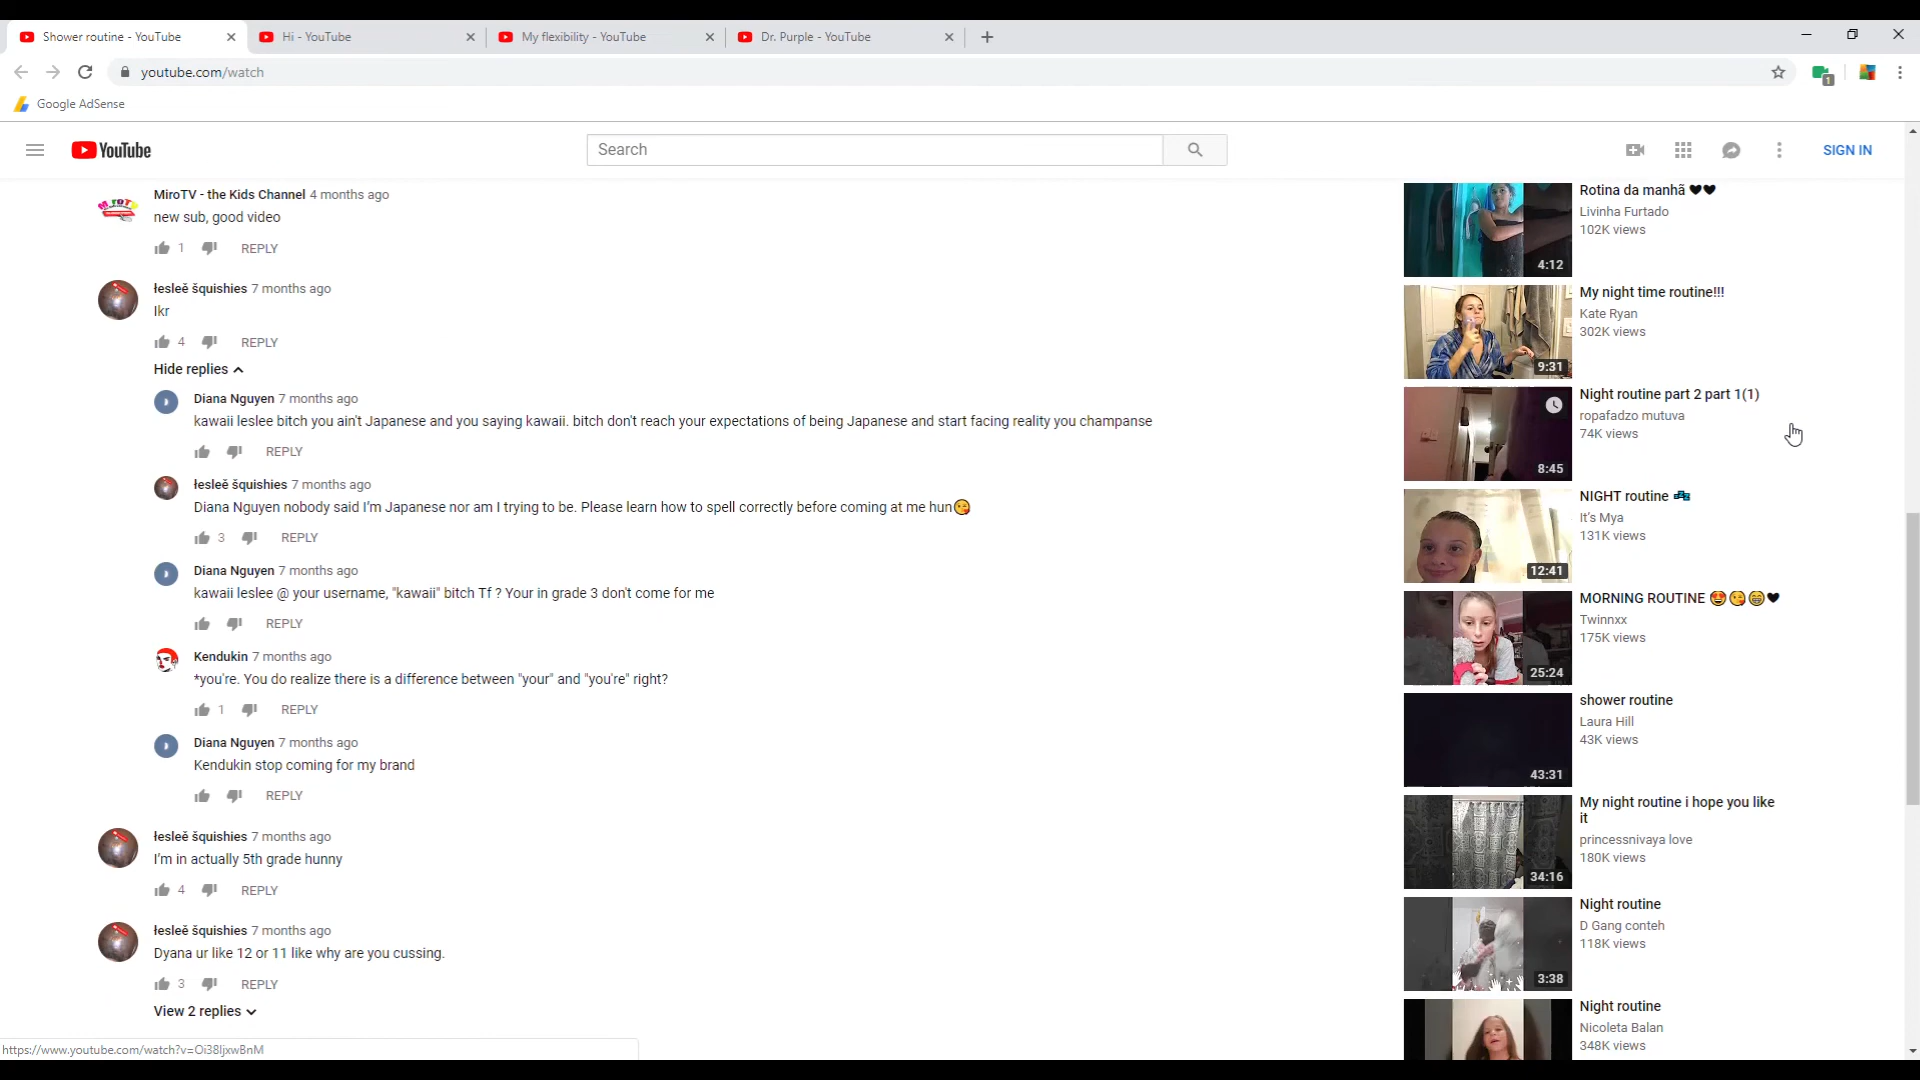 Shower routine - YouTube
Hi - YouTube
My flexibility - YouTube
Dr. Purple - YouTube
youtube.com/watch
1
Google AdSense
YouTube
Search
SIGN IN
MiroTV - the Kids Channel 4 months ago
new sub, good video
1 REPLY
łesleě šquishies 7 months ago
Ikr
4 REPLY
Hide replies
Diana Nguyen 7 months ago
kawaii leslee bitch you ain't Japanese and you saying kawaii. bitch don't reach your expectations of being Japanese and start facing reality you champanse
REPLY
łesleě šquishies 7 months ago
Diana Nguyen nobody said I'm Japanese nor am I trying to be. Please learn how to spell correctly before coming at me hun😘
3 REPLY
Diana Nguyen 7 months ago
kawaii leslee @ your username, "kawaii" bitch Tf ? Your in grade 3 don't come for me
REPLY
Kendukin 7 months ago
*you're. You do realize there is a difference between "your" and "you're" right?
1 REPLY
Diana Nguyen 7 months ago
Kendukin stop coming for my brand
REPLY
łesleě šquishies 7 months ago
I'm in actually 5th grade hunny
4 REPLY
łesleě šquishies 7 months ago
Dyana ur like 12 or 11 like why are you cussing.
3 REPLY
View 2 replies
https://www.youtube.com/watch?v=Oi38ljxwBnM
Rotina da manhã ♥♥
Livinha Furtado
102K views
4:12
My night time routine!!!
Kate Ryan
302K views
9:31
Night routine part 2 part 1(1)
ropafadzo mutuva
74K views
8:45
NIGHT routine 💤
It's Mya
131K views
12:41
MORNING ROUTINE 😍😘😁♥
Twinnxx
175K views
25:24
shower routine
Laura Hill
43K views
43:31
My night routine i hope you like
it
princessnivaya love
180K views
34:16
Night routine
D Gang conteh
118K views
3:38
Night routine
Nicoleta Balan
348K views